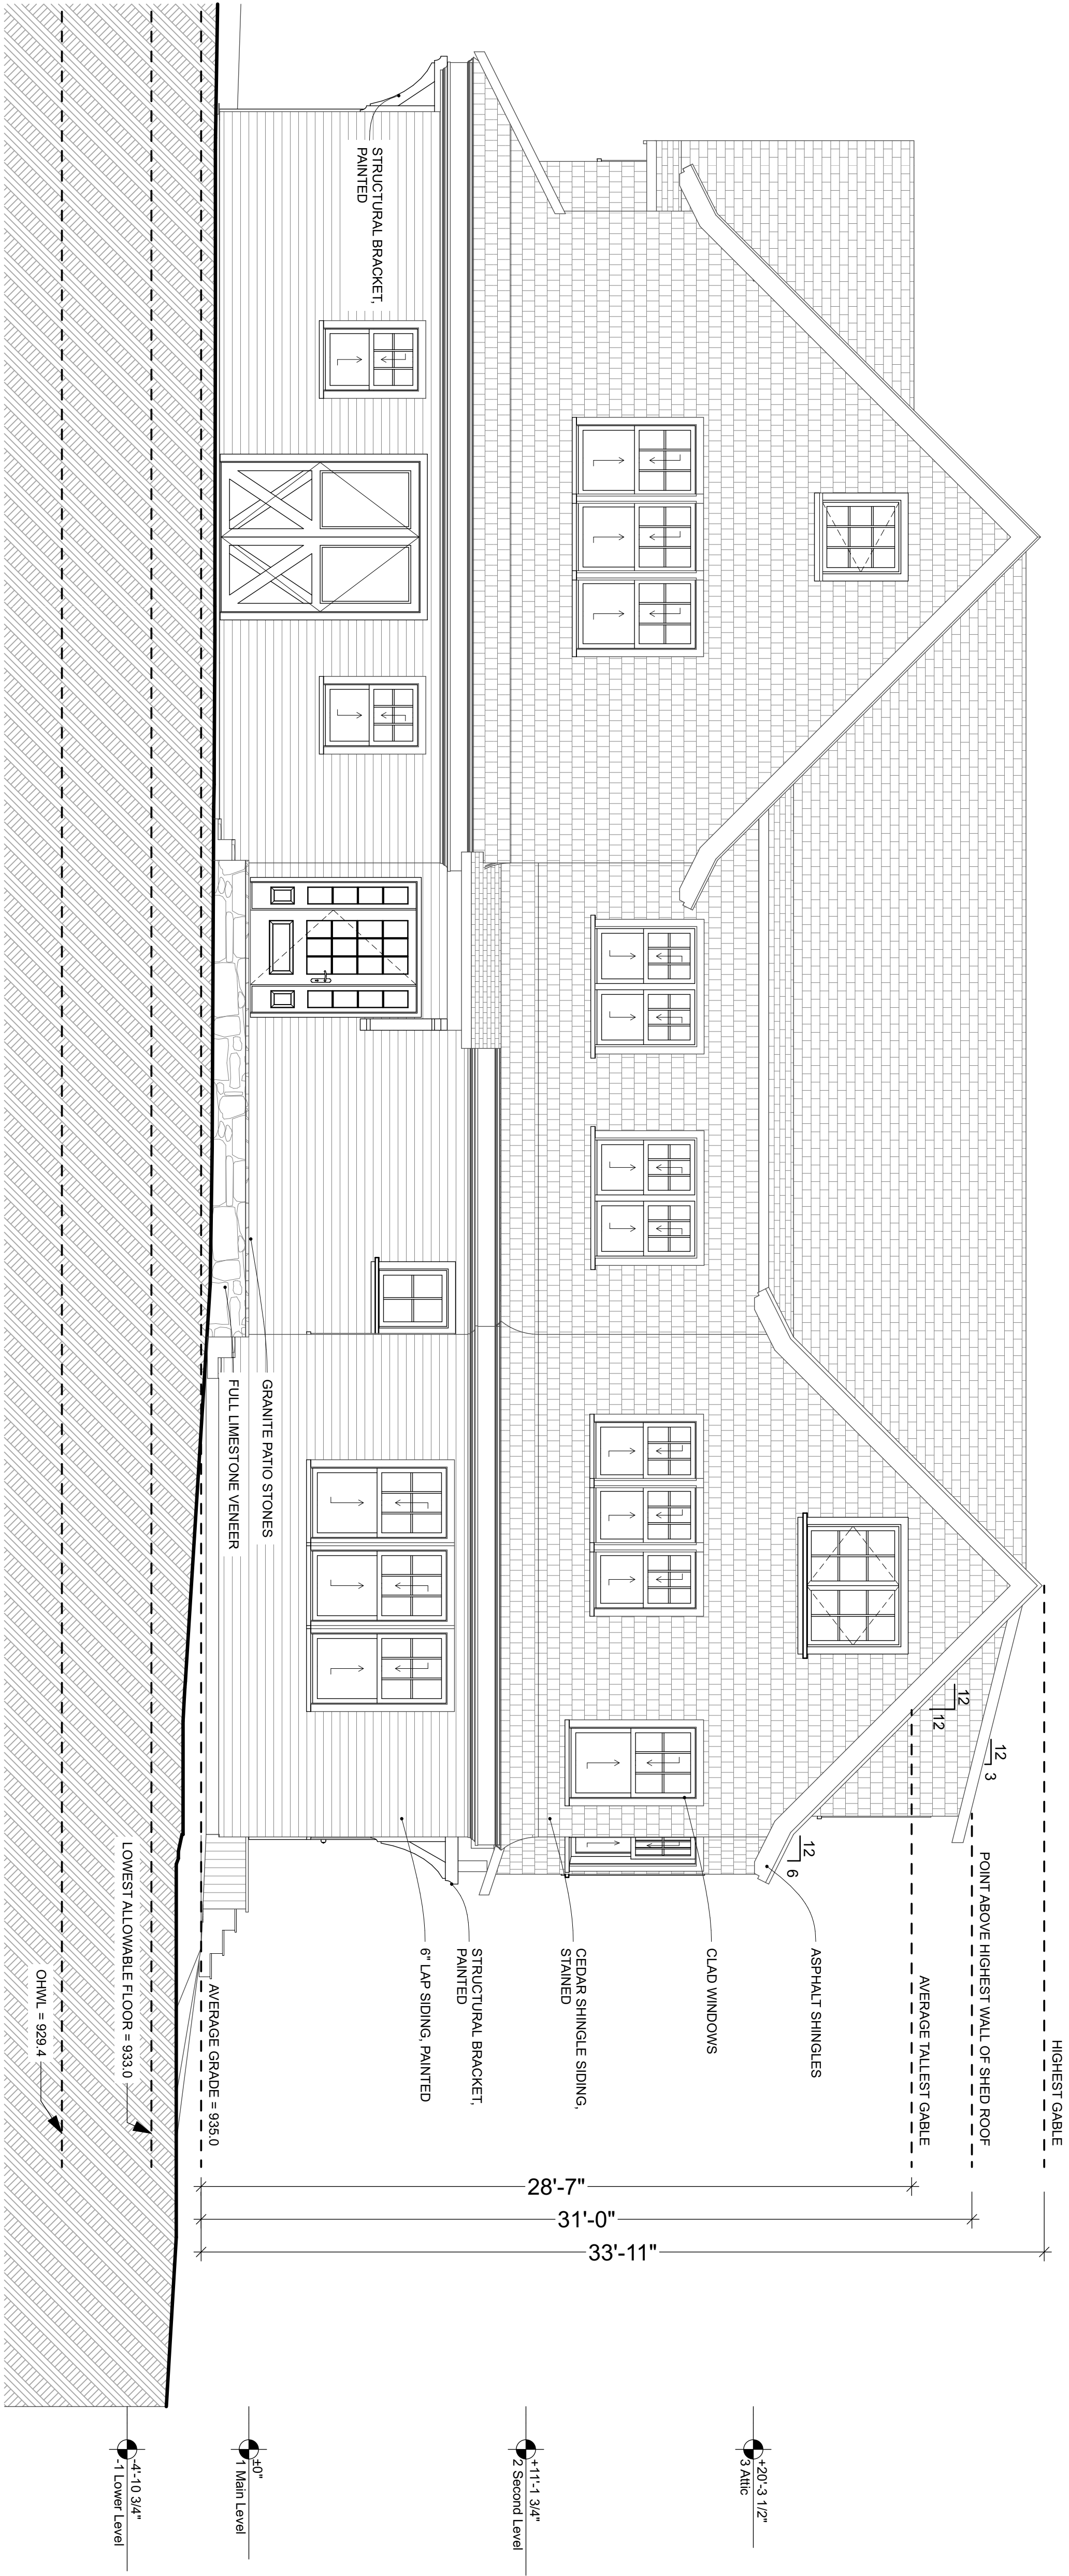 HIGHEST GABLE
POINT ABOVE HIGHEST WALL OF SHED ROOF
AVERAGE TALLEST GABLE
12
12
12
3
12
6
ASPHALT SHINGLES
CLAD WINDOWS
CEDAR SHINGLE SIDING,
STAINED
STRUCTURAL BRACKET,
PAINTED
6" LAP SIDING, PAINTED
STRUCTURAL BRACKET,
PAINTED
GRANITE PATIO STONES
FULL LIMESTONE VENEER
AVERAGE GRADE = 935.0
LOWEST ALLOWABLE FLOOR = 933.0
OHWL = 929.4
28'-7"
31'-0"
33'-11"
+20'-3 1/2"
3 Attic
+11'-1 3/4"
2 Second Level
±0"
1 Main Level
-4'-10 3/4"
-1 Lower Level